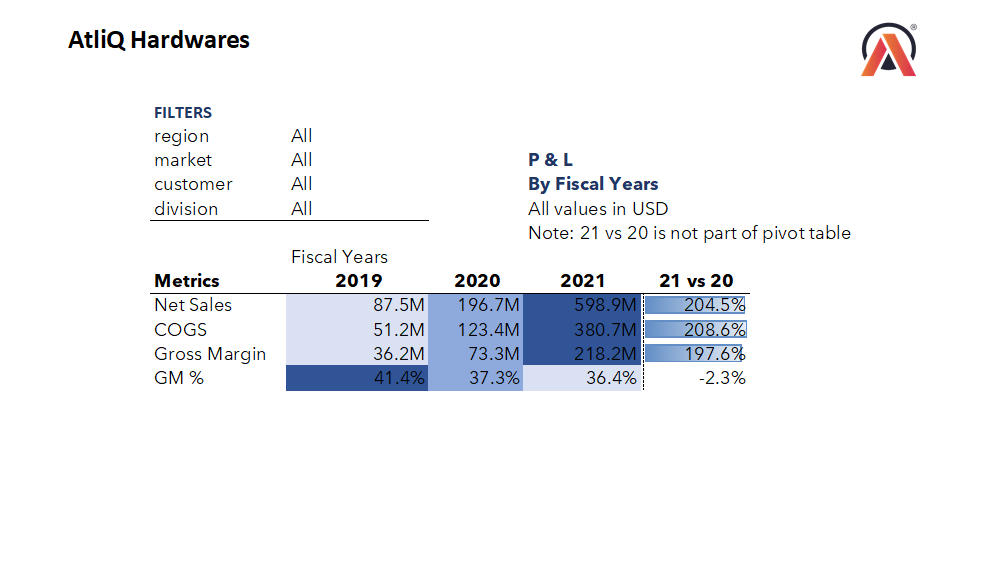 AtliQ Hardwares
®
FILTERS
region All
market All
customer All
division All
P & L
By Fiscal Years
All values in USD
Note: 21 vs 20 is not part of pivot table
Fiscal Years
Metrics 2019 2020 2021 21 vs 20
Net Sales 87.5M 196.7M 598.9M 204.5%
COGS 51.2M 123.4M 380.7M 208.6%
Gross Margin 36.2M 73.3M 218.2M 197.6%
GM % 41.4% 37.3% 36.4% -2.3%